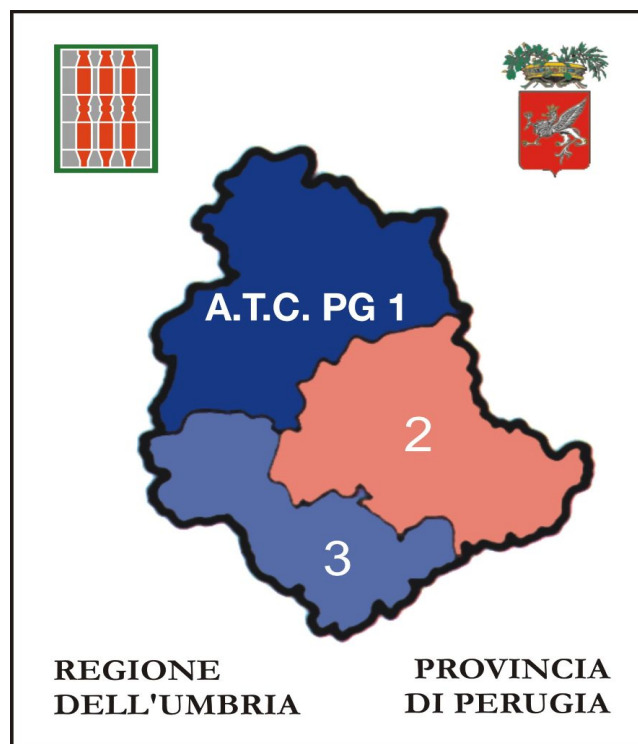 A.T.C. PG 1
2
3
REGIONE
DELL'UMBRIA
PROVINCIA
DI PERUGIA